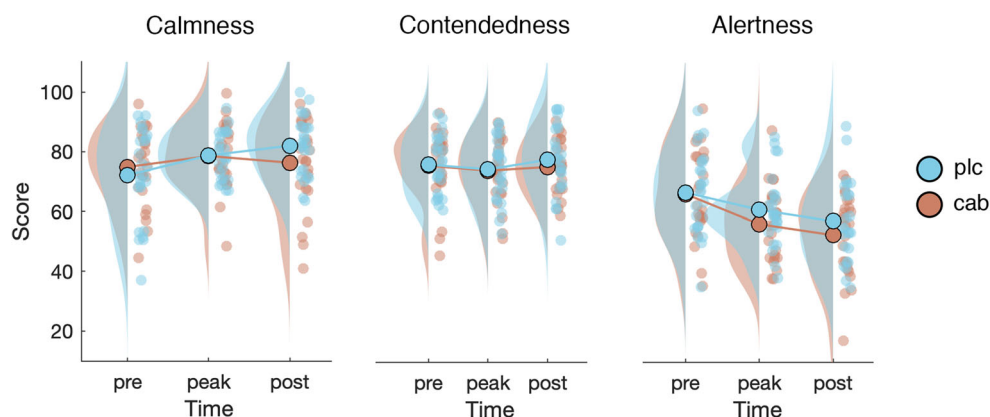 Calmness
Contendedness
Alertness
Score
100
80
60
40
20
pre peak post
Time
pre peak post
Time
pre peak post
Time
plc
cab